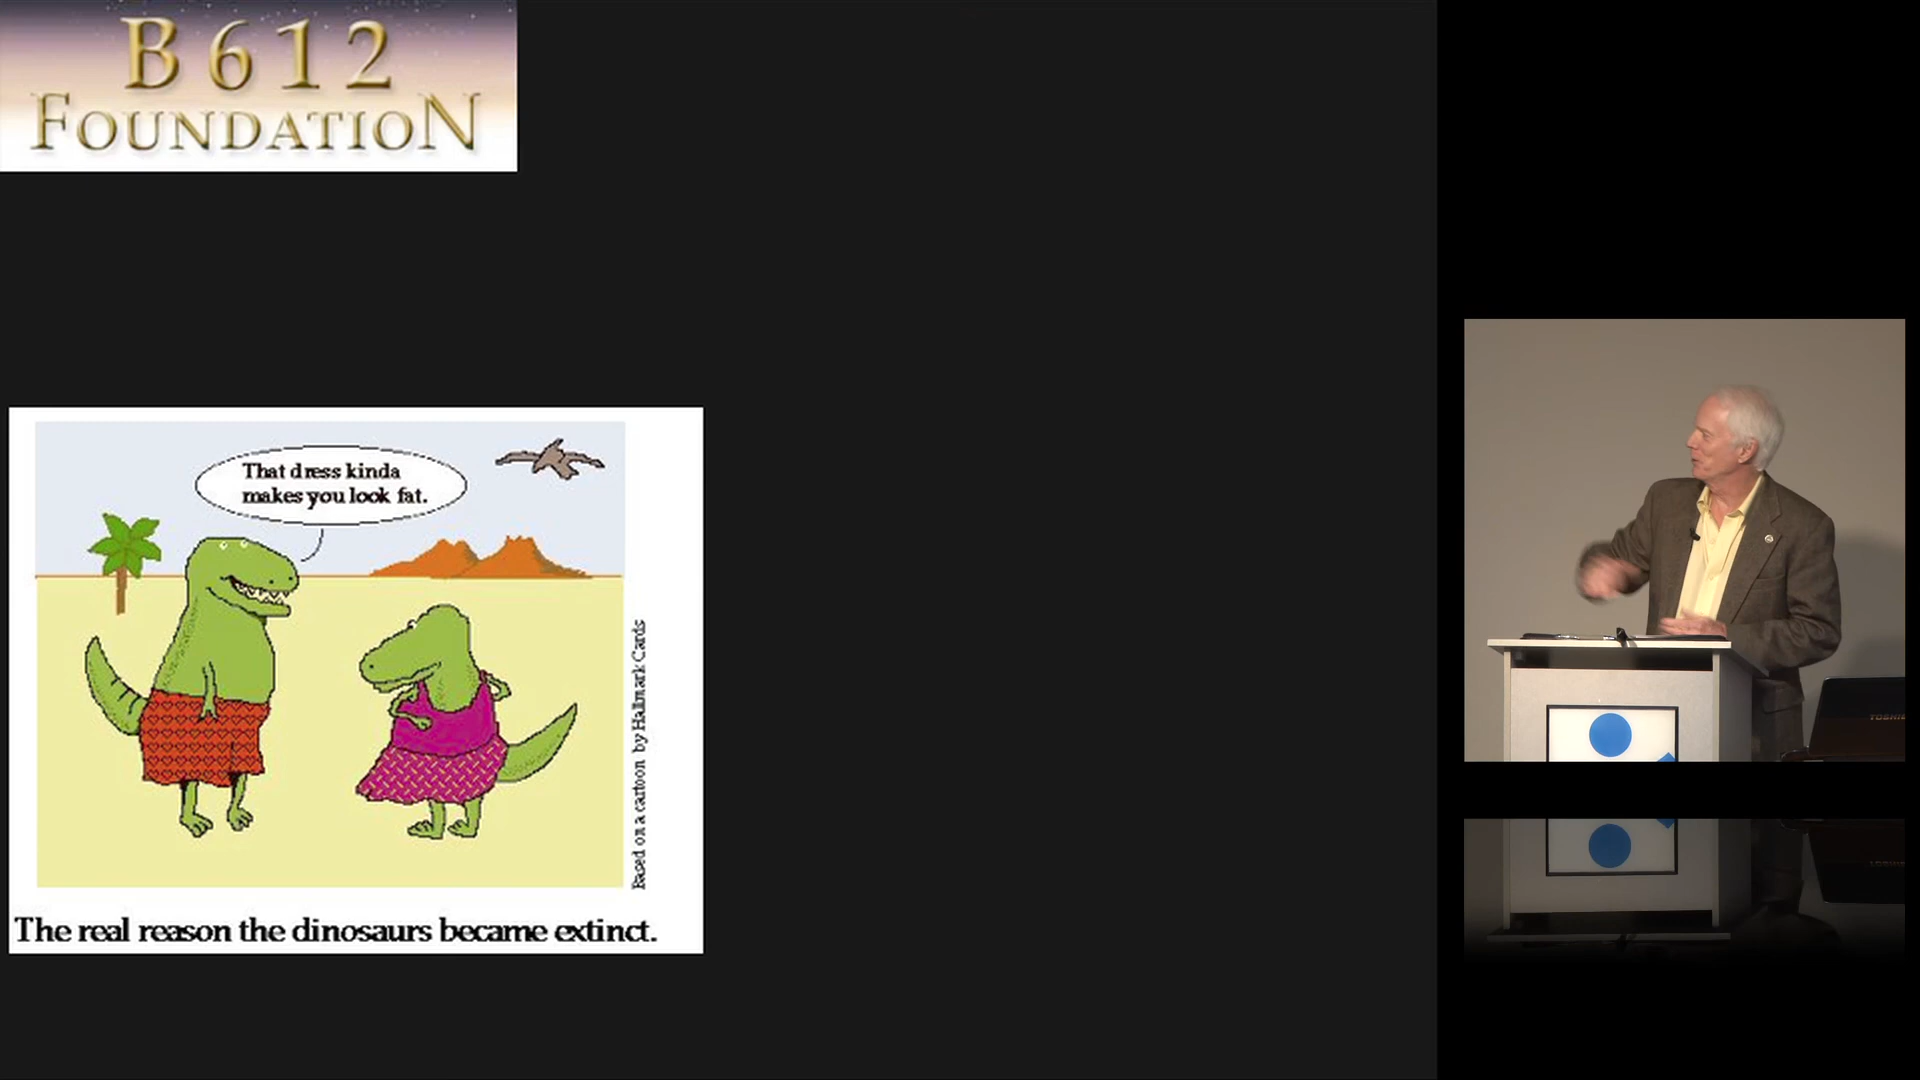 B612
FOUNDATION
That dress kinda
makes you look fat.
Based on a cartoon by Hallmark Cards
The real reason the dinosaurs became extinct.
TOSHIBA